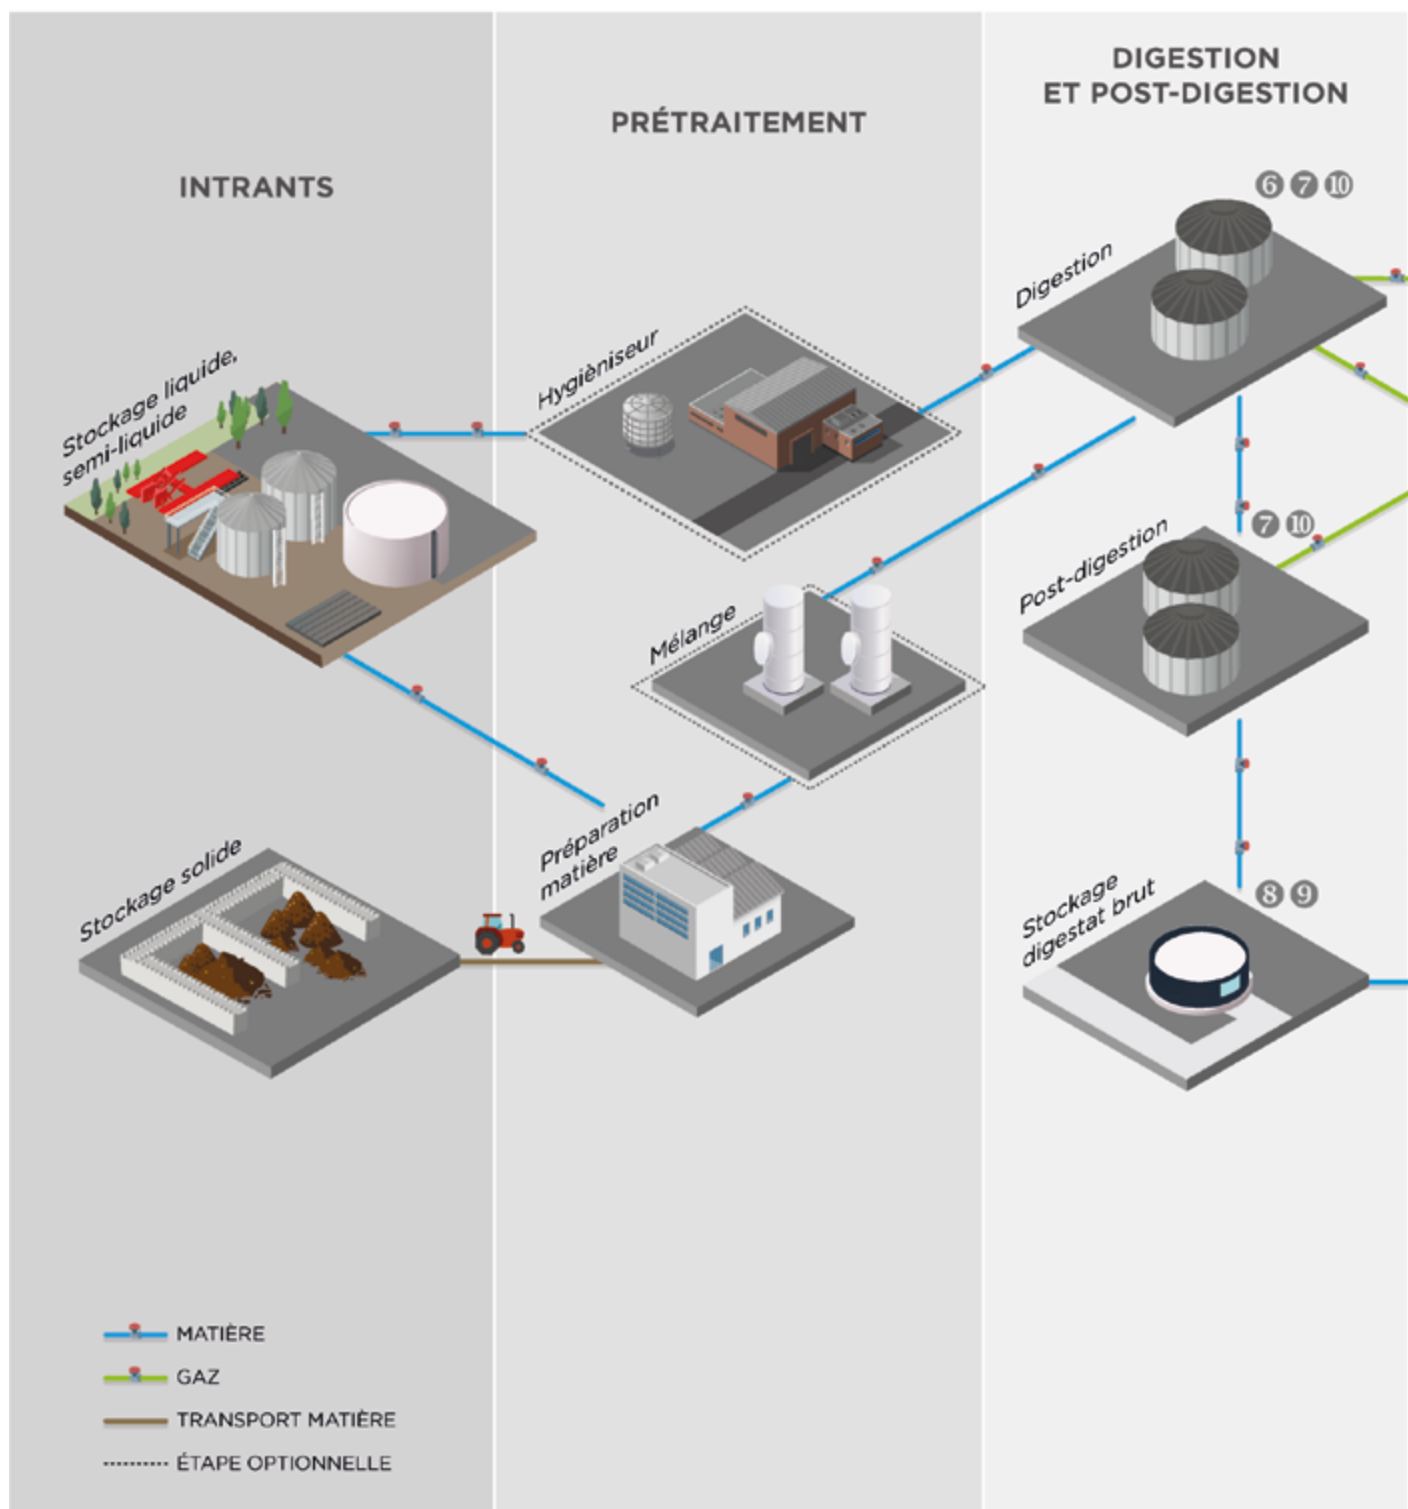 INTRANTS
PRÉTRAITEMENT
DIGESTION
ET POST-DIGESTION
Stockage liquide,
semi-liquide
Stockage solide
Hygièniseur
Mélange
Préparation
matière
6 7 10
Digestion
7 10
Post-digestion
8 9
Stockage
digestat brut
MATIÈRE
GAZ
TRANSPORT MATIÈRE
ÉTAPE OPTIONNELLE